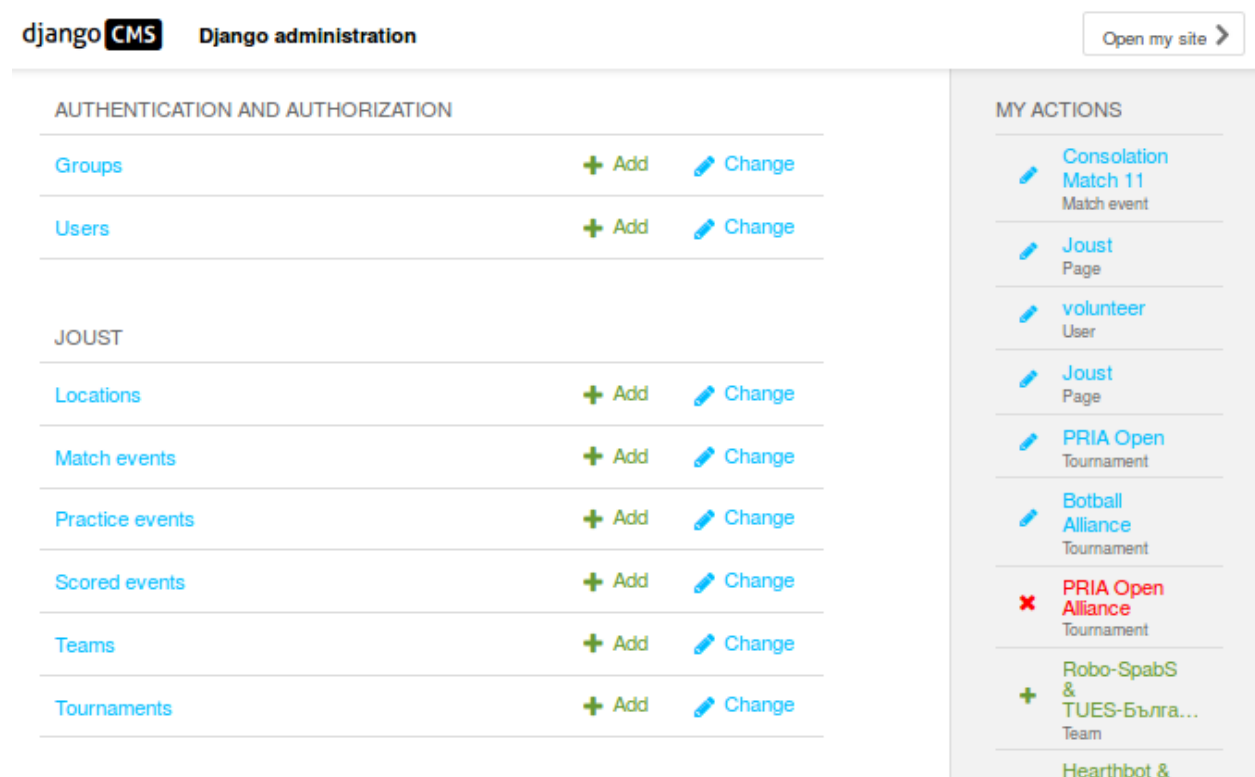 django CMS Django administration Open my site
AUTHENTICATION AND AUTHORIZATION
Groups Add Change
Users Add Change
JOUST
Locations Add Change
Match events Add Change
Practice events Add Change
Scored events Add Change
Teams Add Change
Tournaments Add Change
MY ACTIONS
Consolation
Match 11
Match event
Joust
Page
volunteer
User
Joust
Page
PRIA Open
Tournament
Botball
Alliance
Tournament
PRIA Open
Alliance
Tournament
Robo-SpabS
&
TUES-Бълга...
Team
Hearthbot &